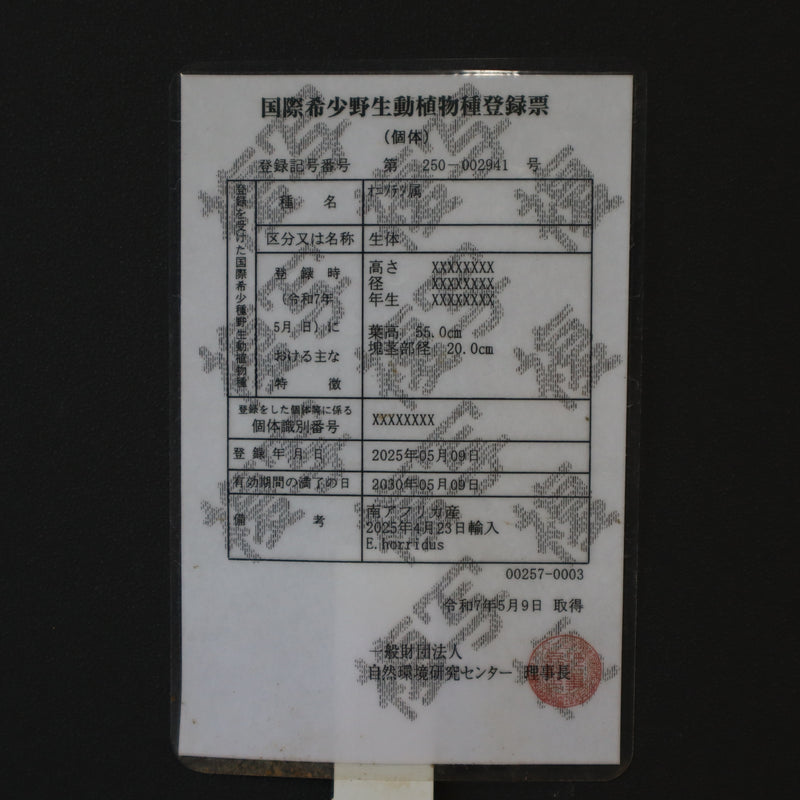 国際希少野生動植物種登録票
(個体)
登録記号番号 第 250-002941 号
登録を受けた国際希少種野生動植物種
種 名 ｵﾆｿﾃﾂ属
区分又は名称 生体
登録時 高さ XXXXXXXX
(令和7年 径 XXXXXXXX
年生 XXXXXXXX
5月 日)に 葉高 55.0cm
おける主な 塊茎部径 20.0cm
特 徴
登録をした個体等に係る
個体識別番号 XXXXXXXX
登録年月日 2025年05月09日
有効期間の満了の日 2030年05月09日
備 考 南アフリカ産
2025年4月23日輸入
E.horridus
00257-0003
令和7年5月9日 取得
一般財団法人
自然環境研究センター 理事長